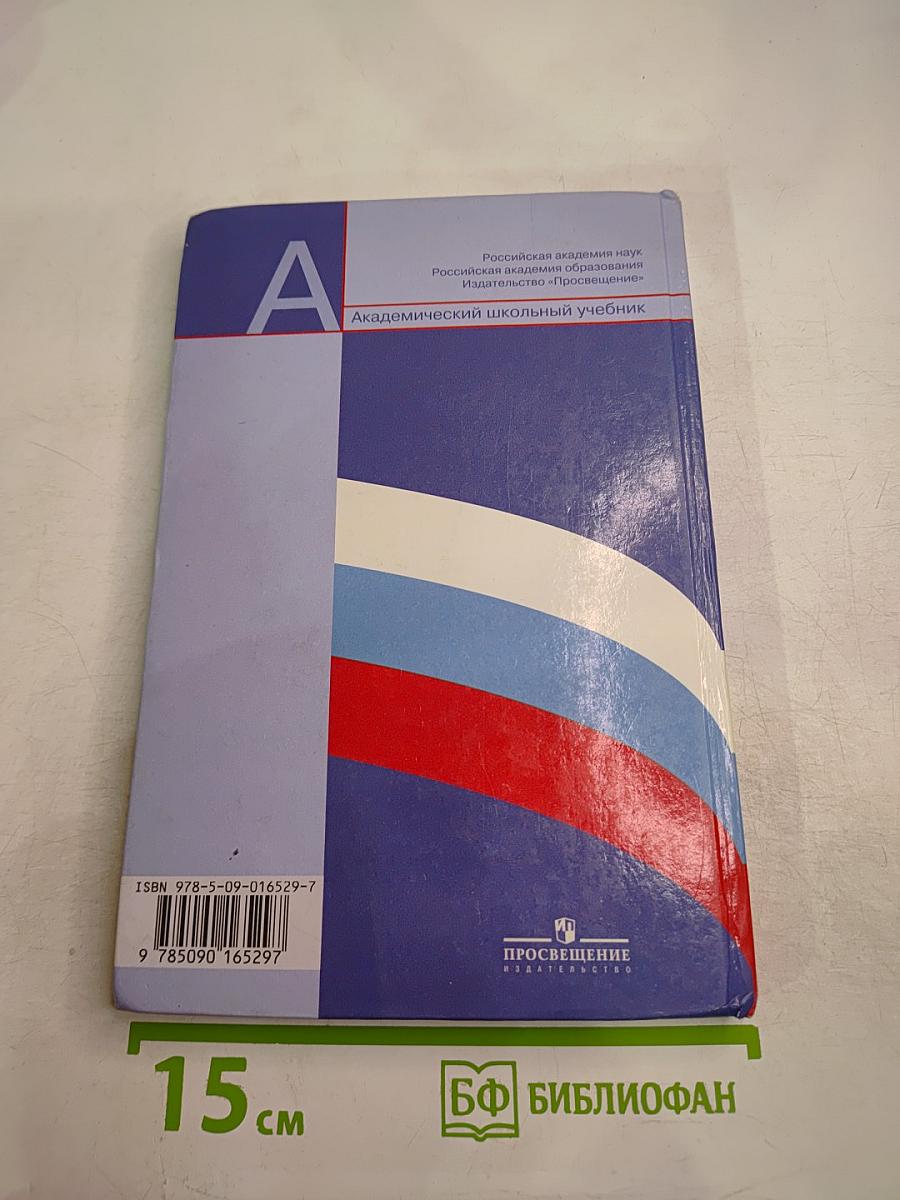 А
Российская академия наук
Российская академия образования
Издательство «Просвещение»
Академический школьный учебник
ISBN 978-5-09-016529-7
9 785090 165297
ИП
ПРОСВЕЩЕНИЕ
ИЗДАТЕЛЬСТВО
15 см
БФ БИБЛИОФАН